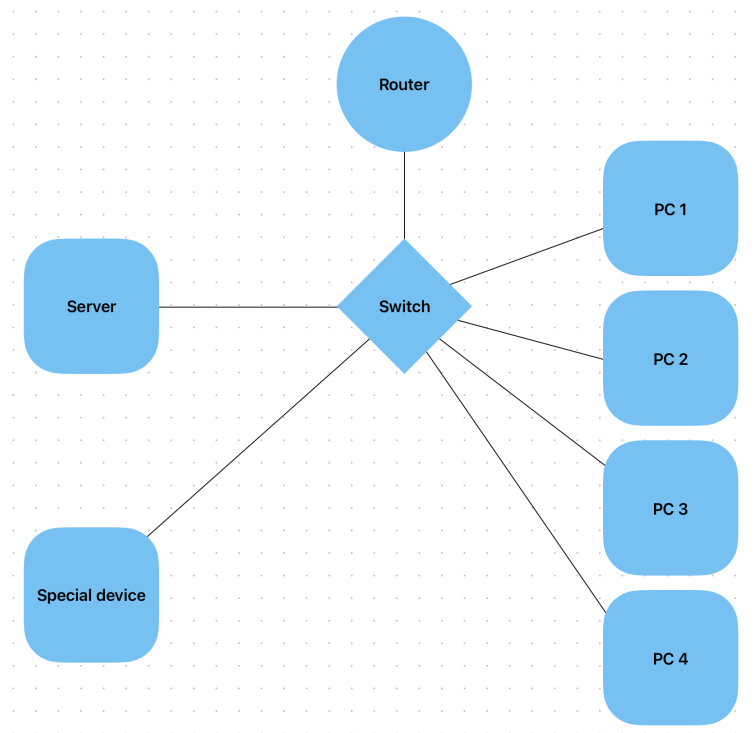 Router
PC 1
Server
Switch
PC 2
PC 3
Special device
PC 4